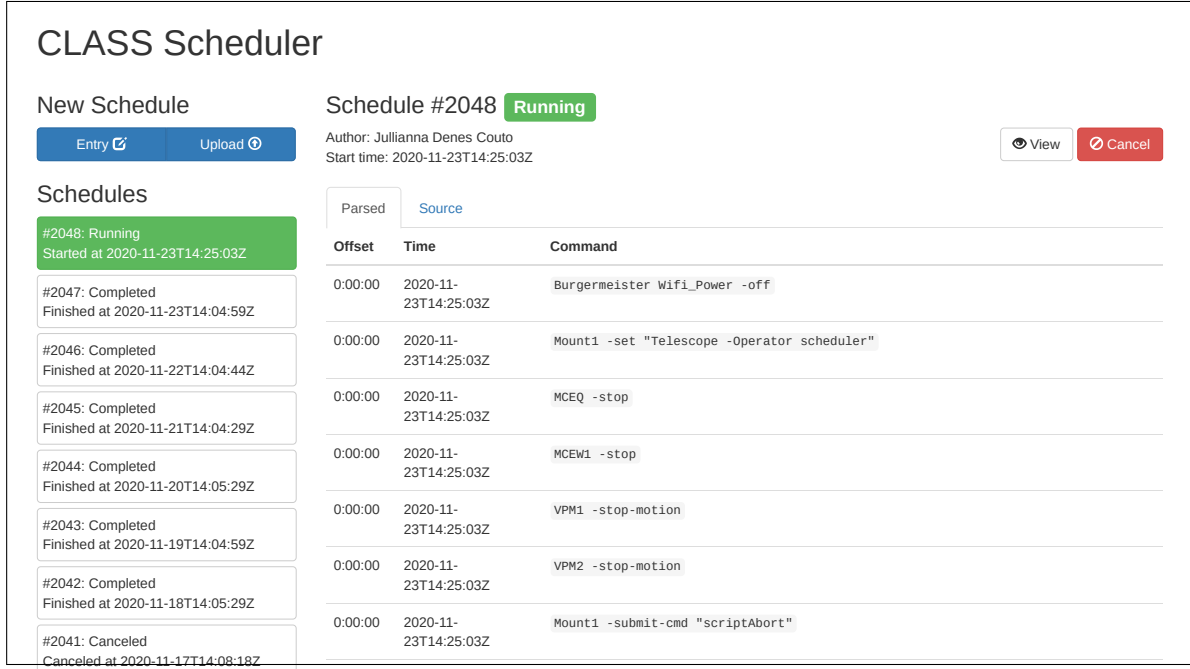 CLASS Scheduler
New Schedule
Entry Upload
Schedules
#2048: Running
Started at 2020-11-23T14:25:03Z
#2047: Completed
Finished at 2020-11-23T14:04:59Z
#2046: Completed
Finished at 2020-11-22T14:04:44Z
#2045: Completed
Finished at 2020-11-21T14:04:29Z
#2044: Completed
Finished at 2020-11-20T14:05:29Z
#2043: Completed
Finished at 2020-11-19T14:04:59Z
#2042: Completed
Finished at 2020-11-18T14:05:29Z
#2041: Canceled
Canceled at 2020-11-17T14:08:18Z
Schedule #2048 Running
Author: Jullianna Denes Couto
Start time: 2020-11-23T14:25:03Z
View Cancel
Parsed Source
Offset Time Command
0:00:00 2020-11- Burgermeister Wifi_Power -off
23T14:25:03Z
0:00:00 2020-11- Mount1 -set "Telescope -Operator scheduler"
23T14:25:03Z
0:00:00 2020-11- MCEQ -stop
23T14:25:03Z
0:00:00 2020-11- MCEW1 -stop
23T14:25:03Z
0:00:00 2020-11- VPM1 -stop-motion
23T14:25:03Z
0:00:00 2020-11- VPM2 -stop-motion
23T14:25:03Z
0:00:00 2020-11- Mount1 -submit-cmd "scriptAbort"
23T14:25:03Z